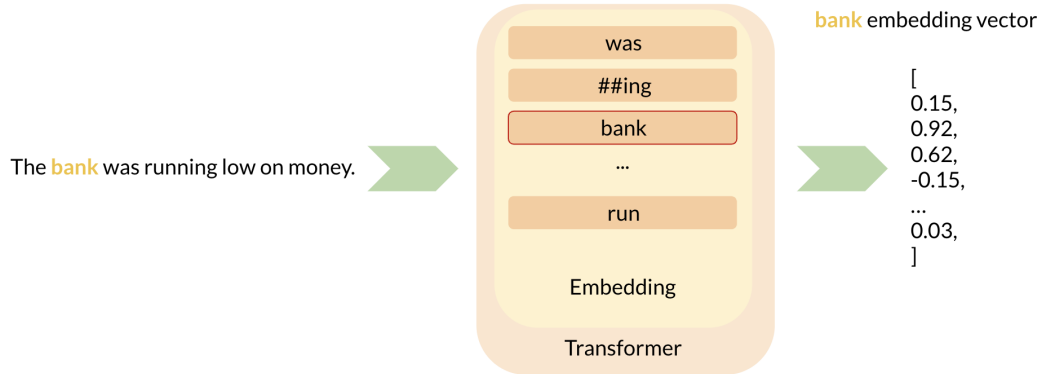 The bank was running low on money.
was
##ing
bank
...
run
Embedding
Transformer
bank embedding vector
[
0.15,
0.92,
0.62,
-0.15,
...
0.03,
]